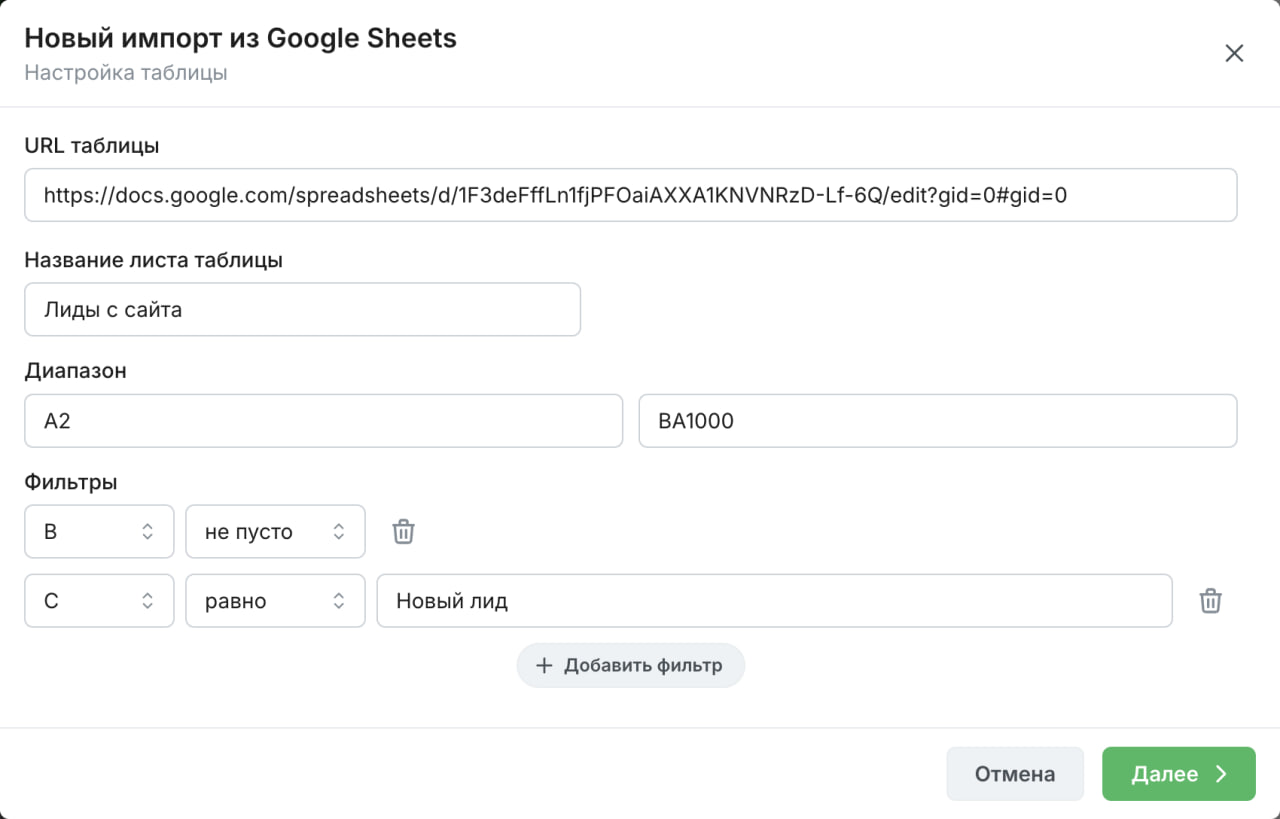 Новый импорт из Google Sheets
Настройка таблицы
URL таблицы
https://docs.google.com/spreadsheets/d/1F3deFffLn1fjPFOaiAXXA1KNVNRzD-Lf-6Q/edit?gid=0#gid=0
Название листа таблицы
Лиды с сайта
Диапазон
A2 BA1000
Фильтры
B не пусто
C равно Новый лид
Добавить фильтр
Отмена Далее